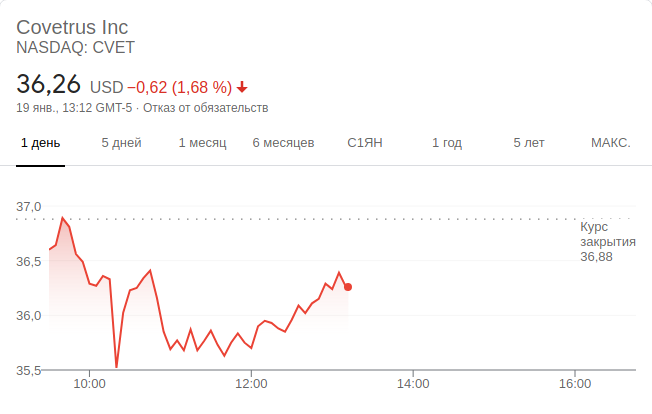 Covetrus Inc
NASDAQ: CVET
36,26 USD −0,62 (1,68 %)
19 янв., 13:12 GMT-5 · Отказ от обязательств
1 день 5 дней 1 месяц 6 месяцев С1ЯН 1 год 5 лет МАКС.
37,0
Курс
закрытия
36,88
36,5
36,0
35,5
10:00 12:00 14:00 16:00